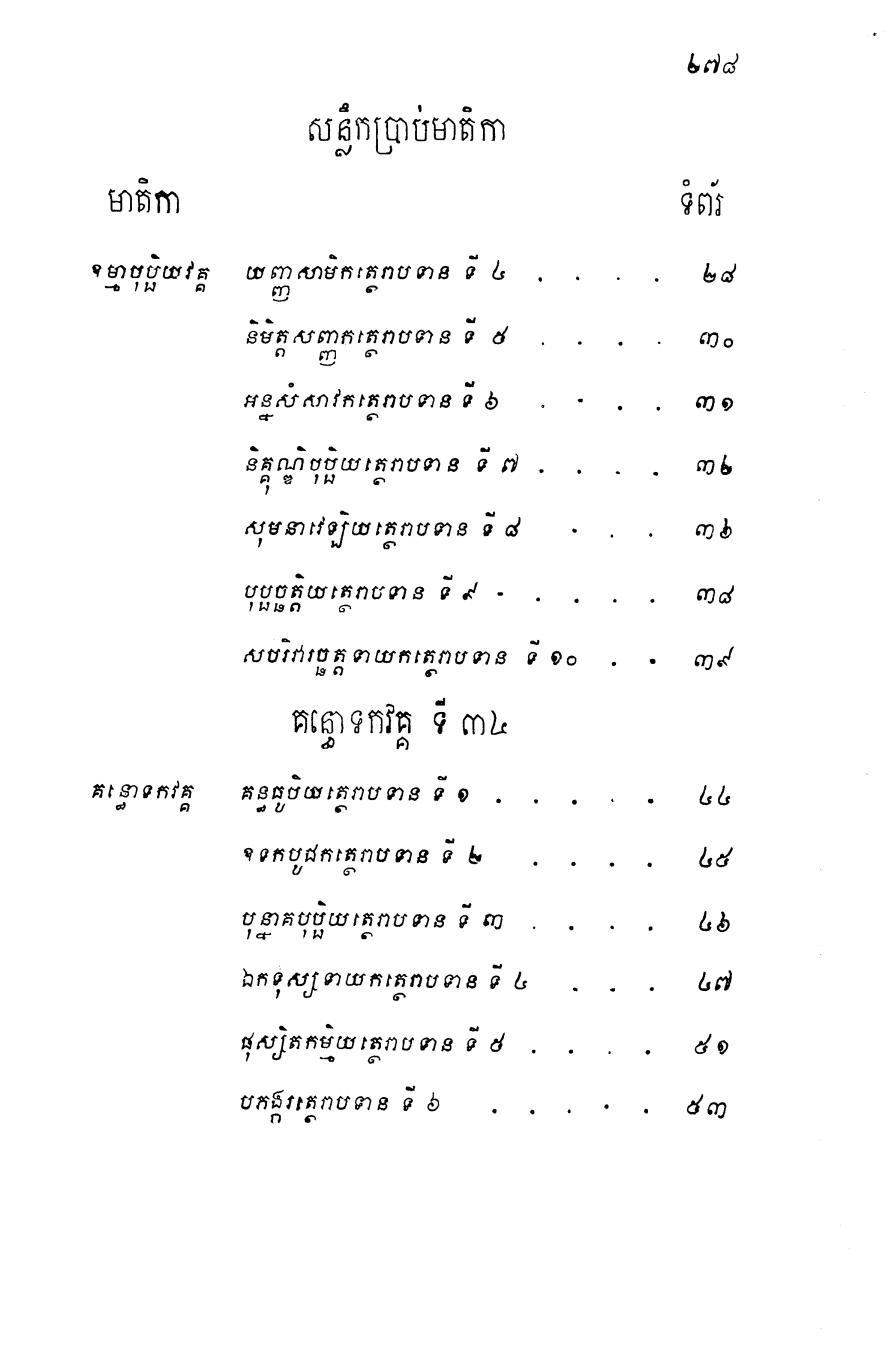 ២៧៨
សន្លឹកប្រាប់មាតិកា
មាតិកា ទំព័រ
ឧម្មាបុប្ផិយវគ្គ យញ្ញសាមិកត្ថេរាបទាន ទី ៤ . . . . ២៨
និមិត្តសញ្ញកត្ថេរាបទាន ទី ៥ . . . . ៣០
អន្នសំសាវកត្ថេរាបទាន ទី ៦ . . . . ៣១
និគ្គុណ្ឌិបុប្ផិយត្ថេរាបទាន ទី ៧ . . . . ៣២
សុមនាវេឡិយត្ថេរាបទាន ទី ៨ . . . ៣៦
បុប្ផច្ឆត្តិយត្ថេរាបទាន ទី ៩ . . . . . ៣៨
សបរិវារច្ឆត្តទាយកត្ថេរាបទាន ទី ១០ . . ៣៩
គន្ធោទកវគ្គ ទី ៣៤
គន្ធោទកវគ្គ គន្ធធូបិយត្ថេរាបទាន ទី ១ . . . . . ៤៤
ឧទកបូជកត្ថេរាបទាន ទី ២ . . . . ៤៥
បុន្នាគបុប្ផិយត្ថេរាបទាន ទី ៣ . . . . ៤៦
ឯកទុស្សទាយកត្ថេរាបទាន ទី ៤ . . . ៤៧
ផុស្សិតកម្មិយត្ថេរាបទាន ទី ៥ . . . . ៥១
បភង្ករត្ថេរាបទាន ទី ៦ . . . . . ៥៣